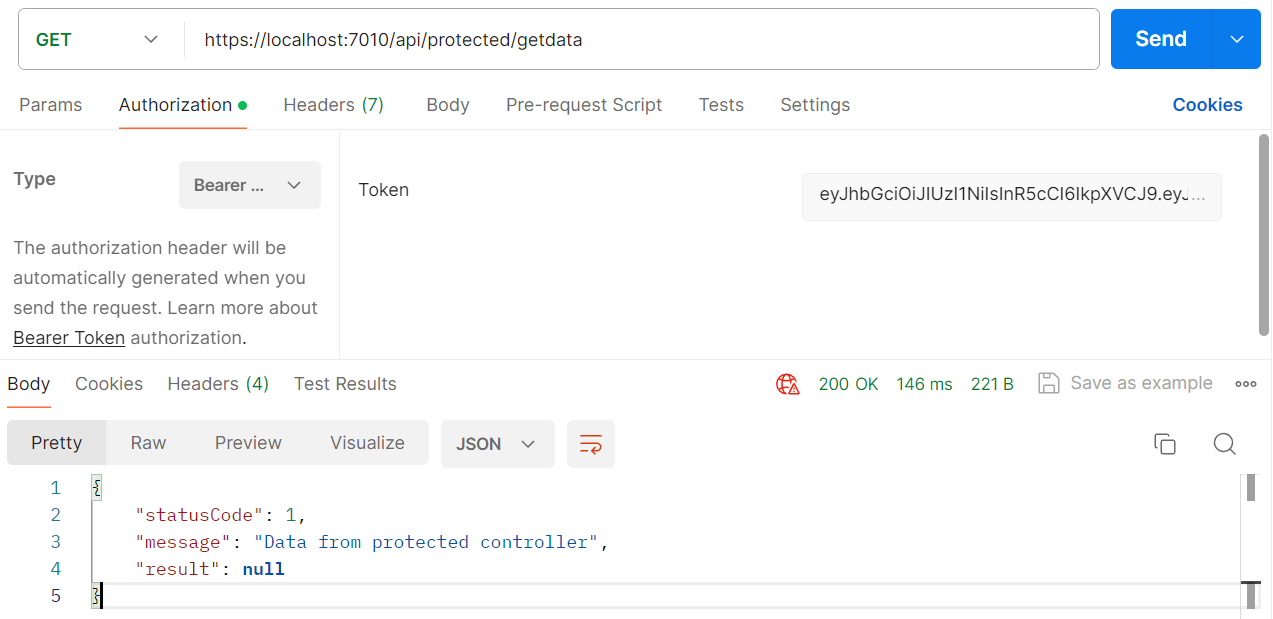 GET https://localhost:7010/api/protected/getdata Send
Params Authorization Headers (7) Body Pre-request Script Tests Settings Cookies
Type Bearer ... Token eyJhbGciOiJIUzI1NiIsInR5cCI6IkpXVCJ9.eyJ...
The authorization header will be
automatically generated when you
send the request. Learn more about
Bearer Token authorization.
Body Cookies Headers (4) Test Results 200 OK 146 ms 221 B Save as example
Pretty Raw Preview Visualize JSON
1 {
2 "statusCode": 1,
3 "message": "Data from protected controller",
4 "result": null
5 }